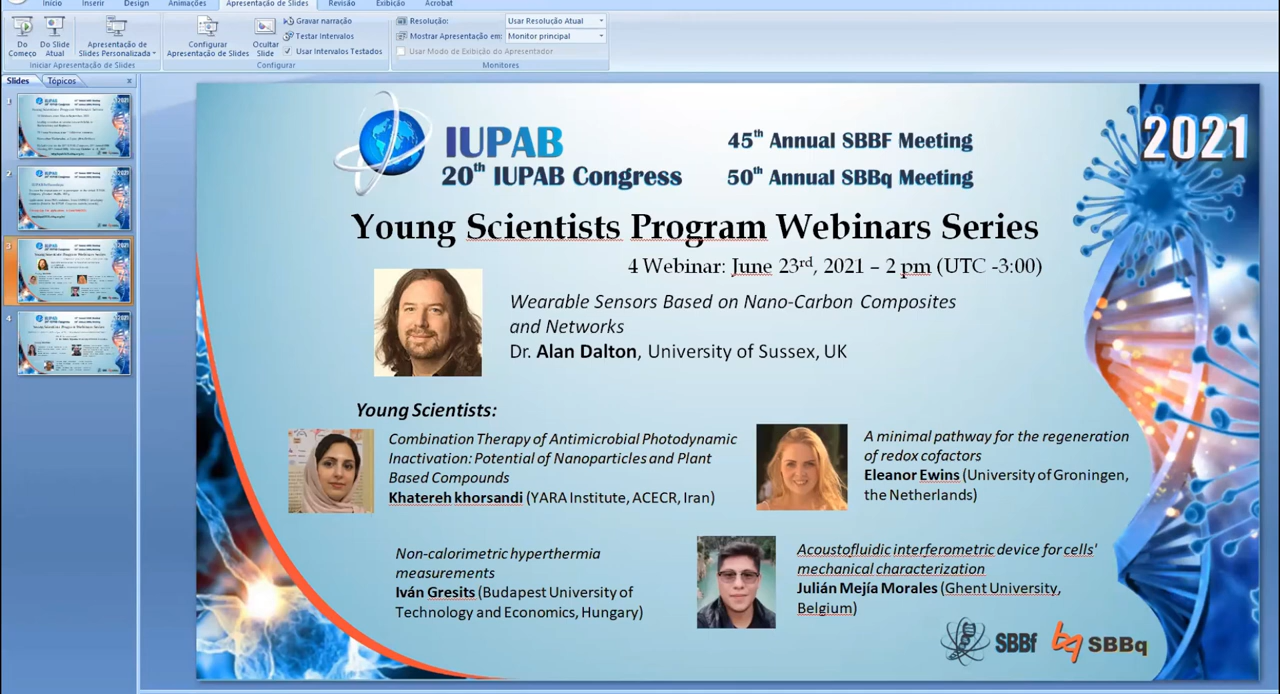 Início Inserir Design Animações Apresentação de Slides Revisão Exibição Acrobat
Do Começo
Do Slide Atual
Apresentação de Slides Personalizada
Iniciar Apresentação de Slides
Configurar Apresentação de Slides
Ocultar Slide
Gravar narração
Testar Intervalos
Usar Intervalos Testados
Configurar
Resolução: Usar Resolução Atual
Mostrar Apresentação em: Monitor principal
Usar Modo de Exibição do Apresentador
Monitores
Slides Tópicos x
1
2
3
4
IUPAB
20th IUPAB Congress
45th Annual SBBF Meeting
50th Annual SBBq Meeting
2021
Young Scientists Program Webinars Series
4 Webinar: June 23rd, 2021 – 2 pm (UTC -3:00)
Wearable Sensors Based on Nano-Carbon Composites
and Networks
Dr. Alan Dalton, University of Sussex, UK
Young Scientists:
Combination Therapy of Antimicrobial Photodynamic
Inactivation: Potential of Nanoparticles and Plant
Based Compounds
Khatereh khorsandi (YARA Institute, ACECR, Iran)
A minimal pathway for the regeneration
of redox cofactors
Eleanor Ewins (University of Groningen,
the Netherlands)
Non-calorimetric hyperthermia
measurements
Iván Gresits (Budapest University of
Technology and Economics, Hungary)
Acoustofluidic interferometric device for cells'
mechanical characterization
Julián Mejía Morales (Ghent University,
Belgium)
SBBf bq SBBq